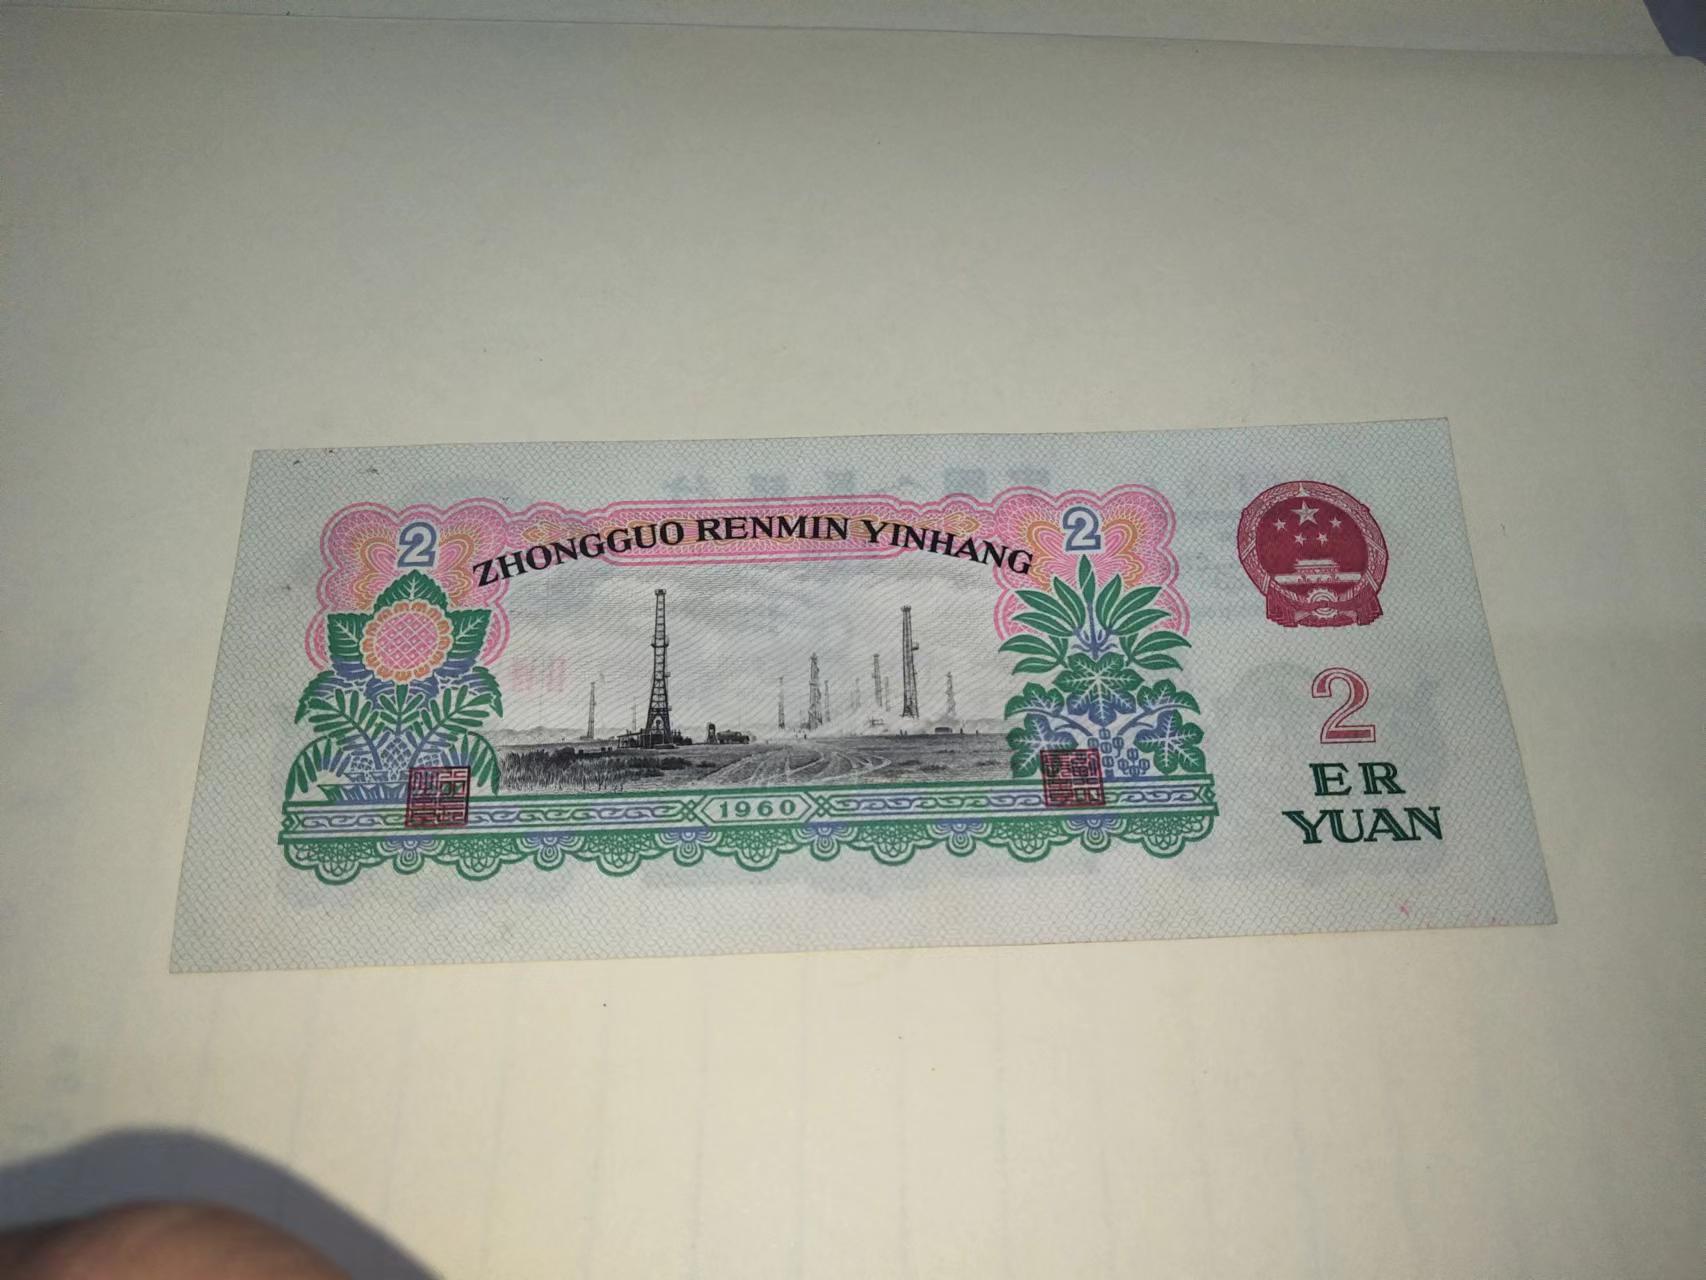 2
ZHONGGUO RENMIN YINHANG
2
1960
2
ER
YUAN